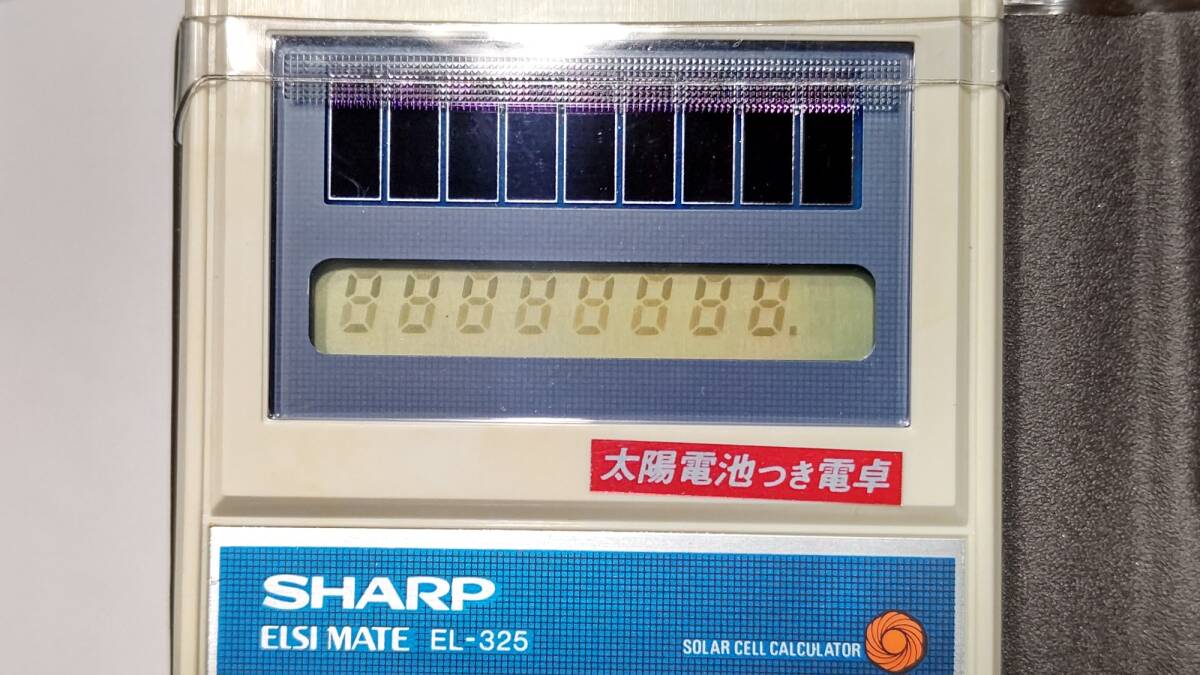 88888888.
太陽電池つき電卓
SHARP
ELSI MATE EL-325
SOLAR CELL CALCULATOR